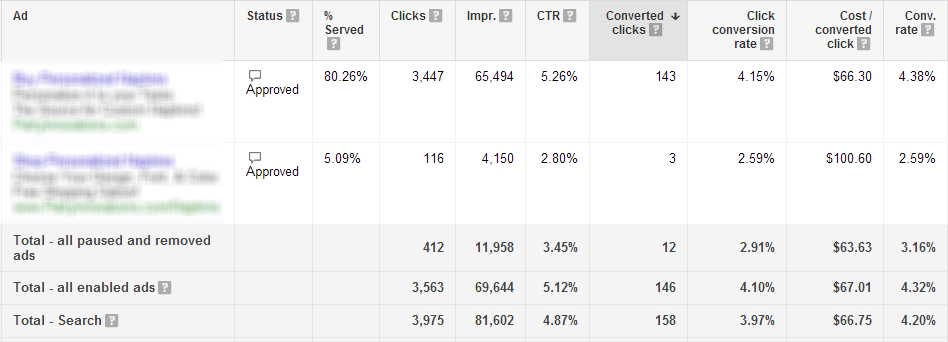 Ad Status ? % Served ? Clicks ? Impr. ? CTR ? Converted clicks ? Click conversion rate ? Cost / converted click ? Conv. rate ?
Approved 80.26% 3,447 65,494 5.26% 143 4.15% $66.30 4.38%
Approved 5.09% 116 4,150 2.80% 3 2.59% $100.60 2.59%
Total - all paused and removed ads 412 11,958 3.45% 12 2.91% $63.63 3.16%
Total - all enabled ads ? 3,563 69,644 5.12% 146 4.10% $67.01 4.32%
Total - Search ? 3,975 81,602 4.87% 158 3.97% $66.75 4.20%